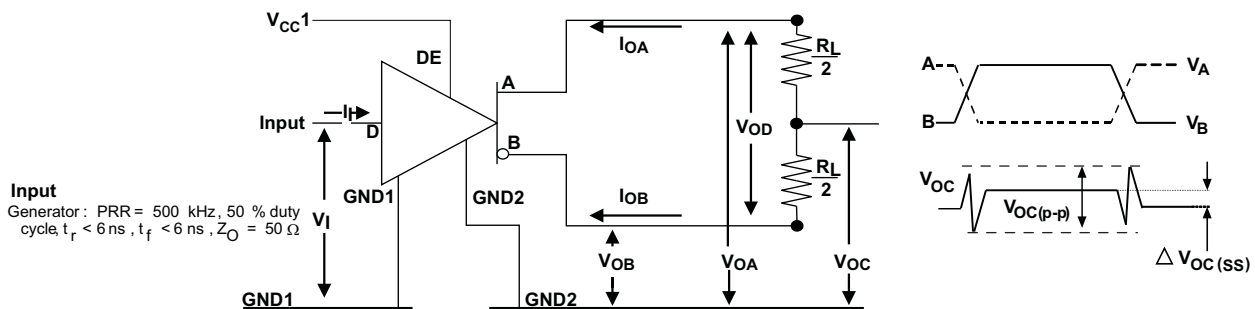 VCC1
DE
IOA
RL
2
A
Input
II
D
B
VOD
RL
2
GND1
GND2
IOB
Input
Generator: PRR = 500 kHz, 50 % duty
cycle, tr < 6 ns, tf < 6 ns, ZO = 50 Ω
VI
VOB
VOA
VOC
GND1
GND2
A
VA
B
VB
VOC
VOC(p-p)
△ VOC(SS)